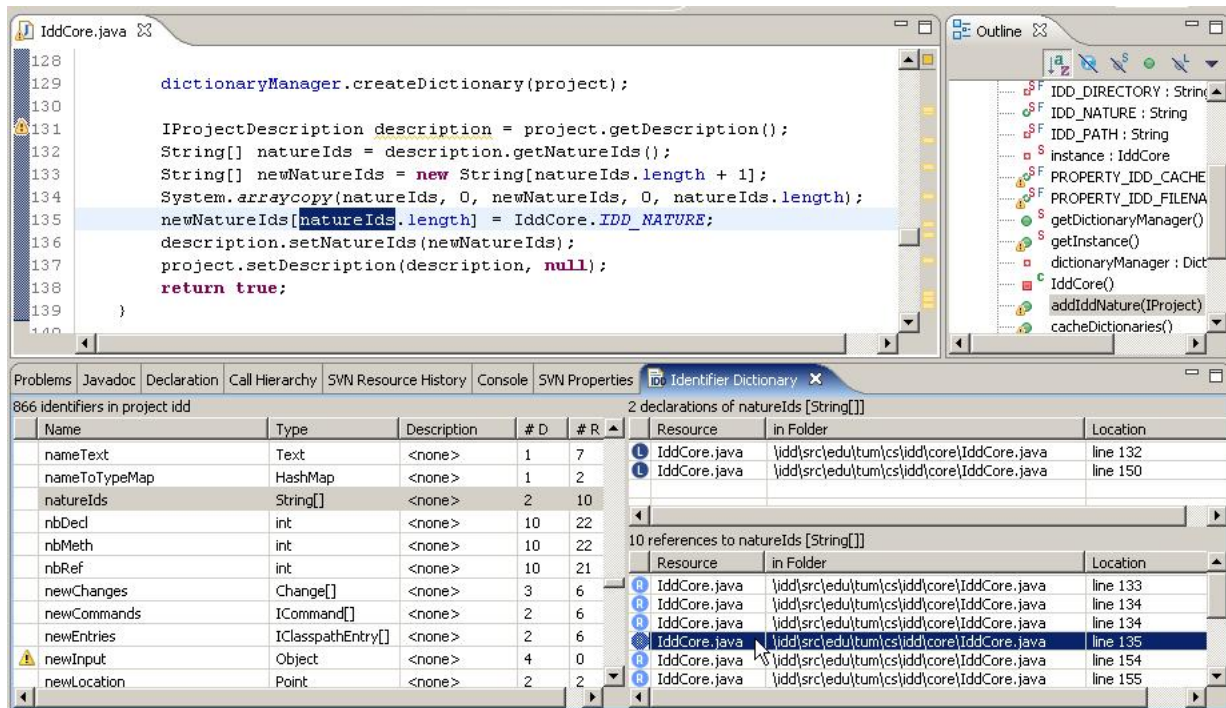 IddCore.java
128
129 dictionaryManager.createDictionary(project);
130
131 IProjectDescription description = project.getDescription();
132 String[] natureIds = description.getNatureIds();
133 String[] newNatureIds = new String[natureIds.length + 1];
134 System.arraycopy(natureIds, 0, newNatureIds, 0, natureIds.length);
135 newNatureIds[natureIds.length] = IddCore.IDD_NATURE;
136 description.setNatureIds(newNatureIds);
137 project.setDescription(description, null);
138 return true;
139 }
140
Outline
IDD_DIRECTORY : String
IDD_NATURE : String
IDD_PATH : String
instance : IddCore
PROPERTY_IDD_CACHE
PROPERTY_IDD_FILENA
getDictionaryManager()
getInstance()
dictionaryManager : Dict
IddCore()
addIddNature(IProject)
cacheDictionaries()
Problems Javadoc Declaration Call Hierarchy SVN Resource History Console SVN Properties Identifier Dictionary
866 identifiers in project idd
Name Type Description # D # R
nameText Text <none> 1 7
nameToTypeMap HashMap <none> 1 2
natureIds String[] <none> 2 10
nbDecl int <none> 10 22
nbMeth int <none> 10 22
nbRef int <none> 10 21
newChanges Change[] <none> 3 6
newCommands ICommand[] <none> 2 6
newEntries IClasspathEntry[] <none> 2 6
newInput Object <none> 4 0
newLocation Point <none> 2 2
2 declarations of natureIds [String[]]
Resource in Folder Location
L IddCore.java \idd\src\edu\tum\cs\idd\core\IddCore.java line 132
L IddCore.java \idd\src\edu\tum\cs\idd\core\IddCore.java line 150
10 references to natureIds [String[]]
Resource in Folder Location
R IddCore.java \idd\src\edu\tum\cs\idd\core\IddCore.java line 133
R IddCore.java \idd\src\edu\tum\cs\idd\core\IddCore.java line 134
R IddCore.java \idd\src\edu\tum\cs\idd\core\IddCore.java line 134
IddCore.java \idd\src\edu\tum\cs\idd\core\IddCore.java line 135
R IddCore.java \idd\src\edu\tum\cs\idd\core\IddCore.java line 154
R IddCore.java \idd\src\edu\tum\cs\idd\core\IddCore.java line 155